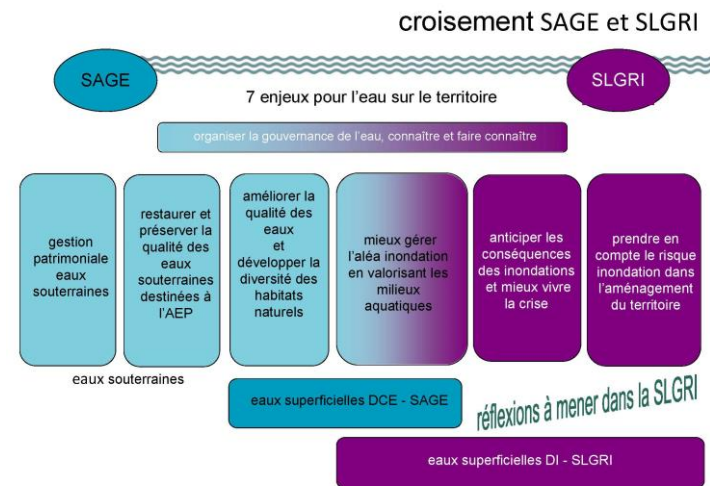 croisement SAGE et SLGRI
SAGE
SLGRI
7 enjeux pour l'eau sur le territoire
organiser la gouvernance de l'eau, connaître et faire connaître
gestion
patrimoniale
eaux
souterraines
restaurer et
préserver la
qualité des
eaux
souterraines
destinées à
l'AEP
améliorer la
qualité des
eaux
et
développer la
diversité des
habitats
naturels
mieux gérer
l'aléa inondation
en valorisant les
milieux
aquatiques
anticiper les
conséquences
des inondations
et mieux vivre
la crise
prendre en
compte le risque
inondation dans
l'aménagement
du territoire
eaux souterraines
eaux superficielles DCE - SAGE
réflexions à mener dans la SLGRI
eaux superficielles DI - SLGRI